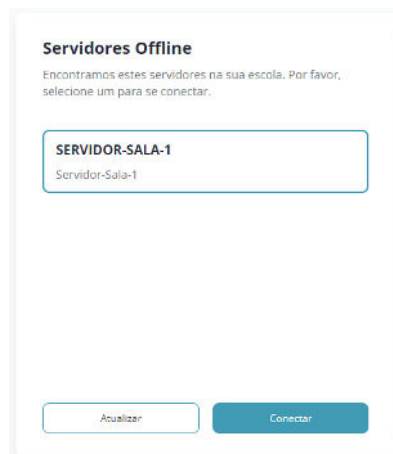 Servidores Offline
Encontramos estes servidores na sua escola. Por favor,
selecione um para se conectar.
SERVIDOR-SALA-1
Servidor-Sala-1
Atualizar
Conectar